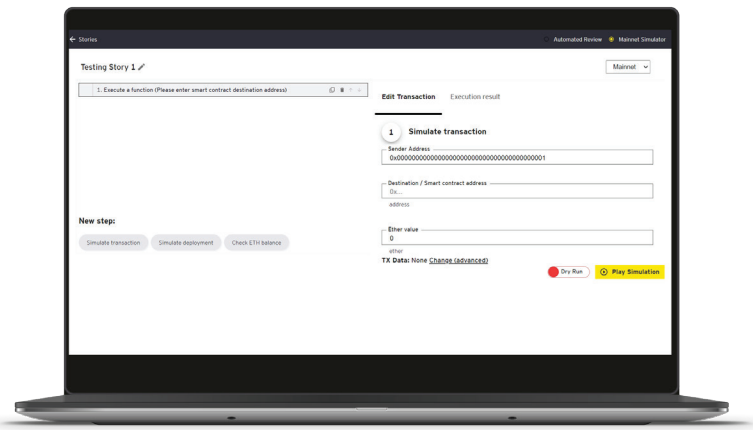 ← Stories
Automated Review
Mainnet Simulator
Testing Story 1
Mainnet
1. Execute a function (Please enter smart contract destination address)
Edit Transaction
Execution result
1
Simulate transaction
Sender Address
0x0000000000000000000000000000000000000001
Destination / Smart contract address
0x...
address
New step:
Simulate transaction
Simulate deployment
Check ETH balance
Ether value
0
ether
TX Data: None Change (advanced)
Dry Run
Play Simulation